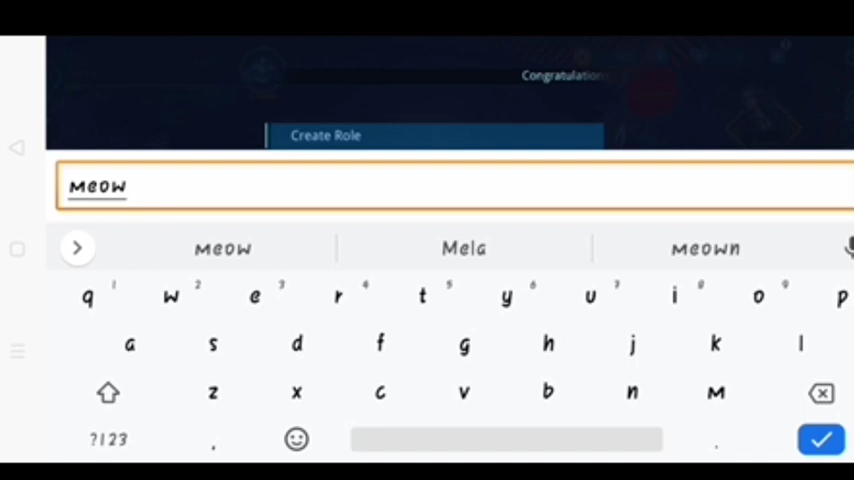 Congratulation
Create Role
meow
meow Mela meown
q 1 w 2 e 3 r 4 t 5 y 6 u 7 i 8 o 9 p
a s d f g h j k l
z x c v b n m
?123 , .